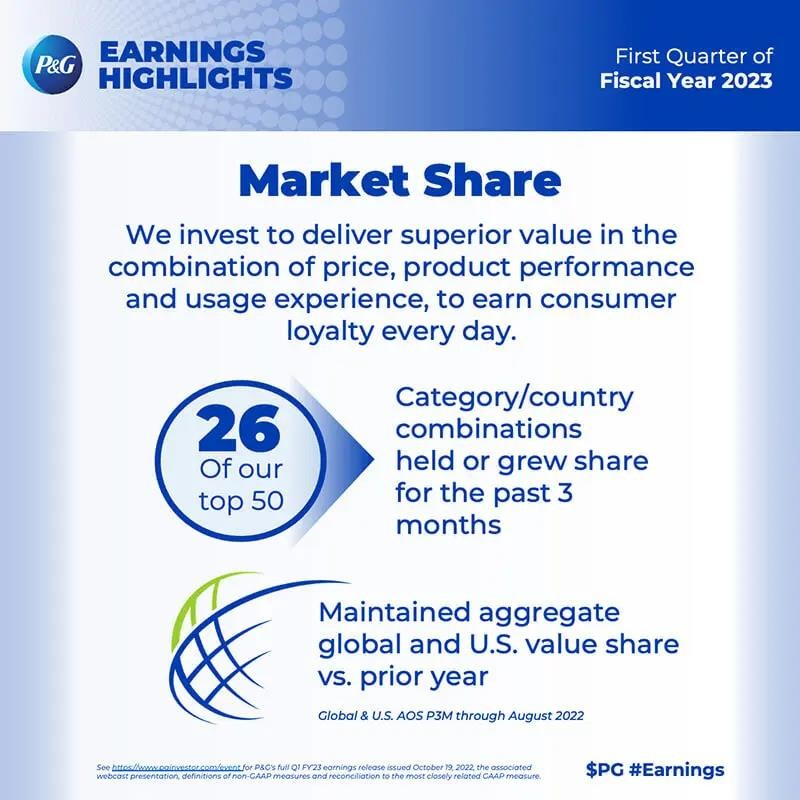 P&G
EARNINGS
HIGHLIGHTS
First Quarter of
Fiscal Year 2023
Market Share
We invest to deliver superior value in the
combination of price, product performance
and usage experience, to earn consumer
loyalty every day.
26
Of our
top 50
Category/country
combinations
held or grew share
for the past 3
months
Maintained aggregate
global and U.S. value share
vs. prior year
Global & U.S. AOS P3M through August 2022
See https://www.pginvestor.com/event for P&G's full Q1 FY'23 earnings release issued October 19, 2022, the associated
webcast presentation, definitions of non-GAAP measures and reconciliation to the most closely related GAAP measure.
$PG #Earnings